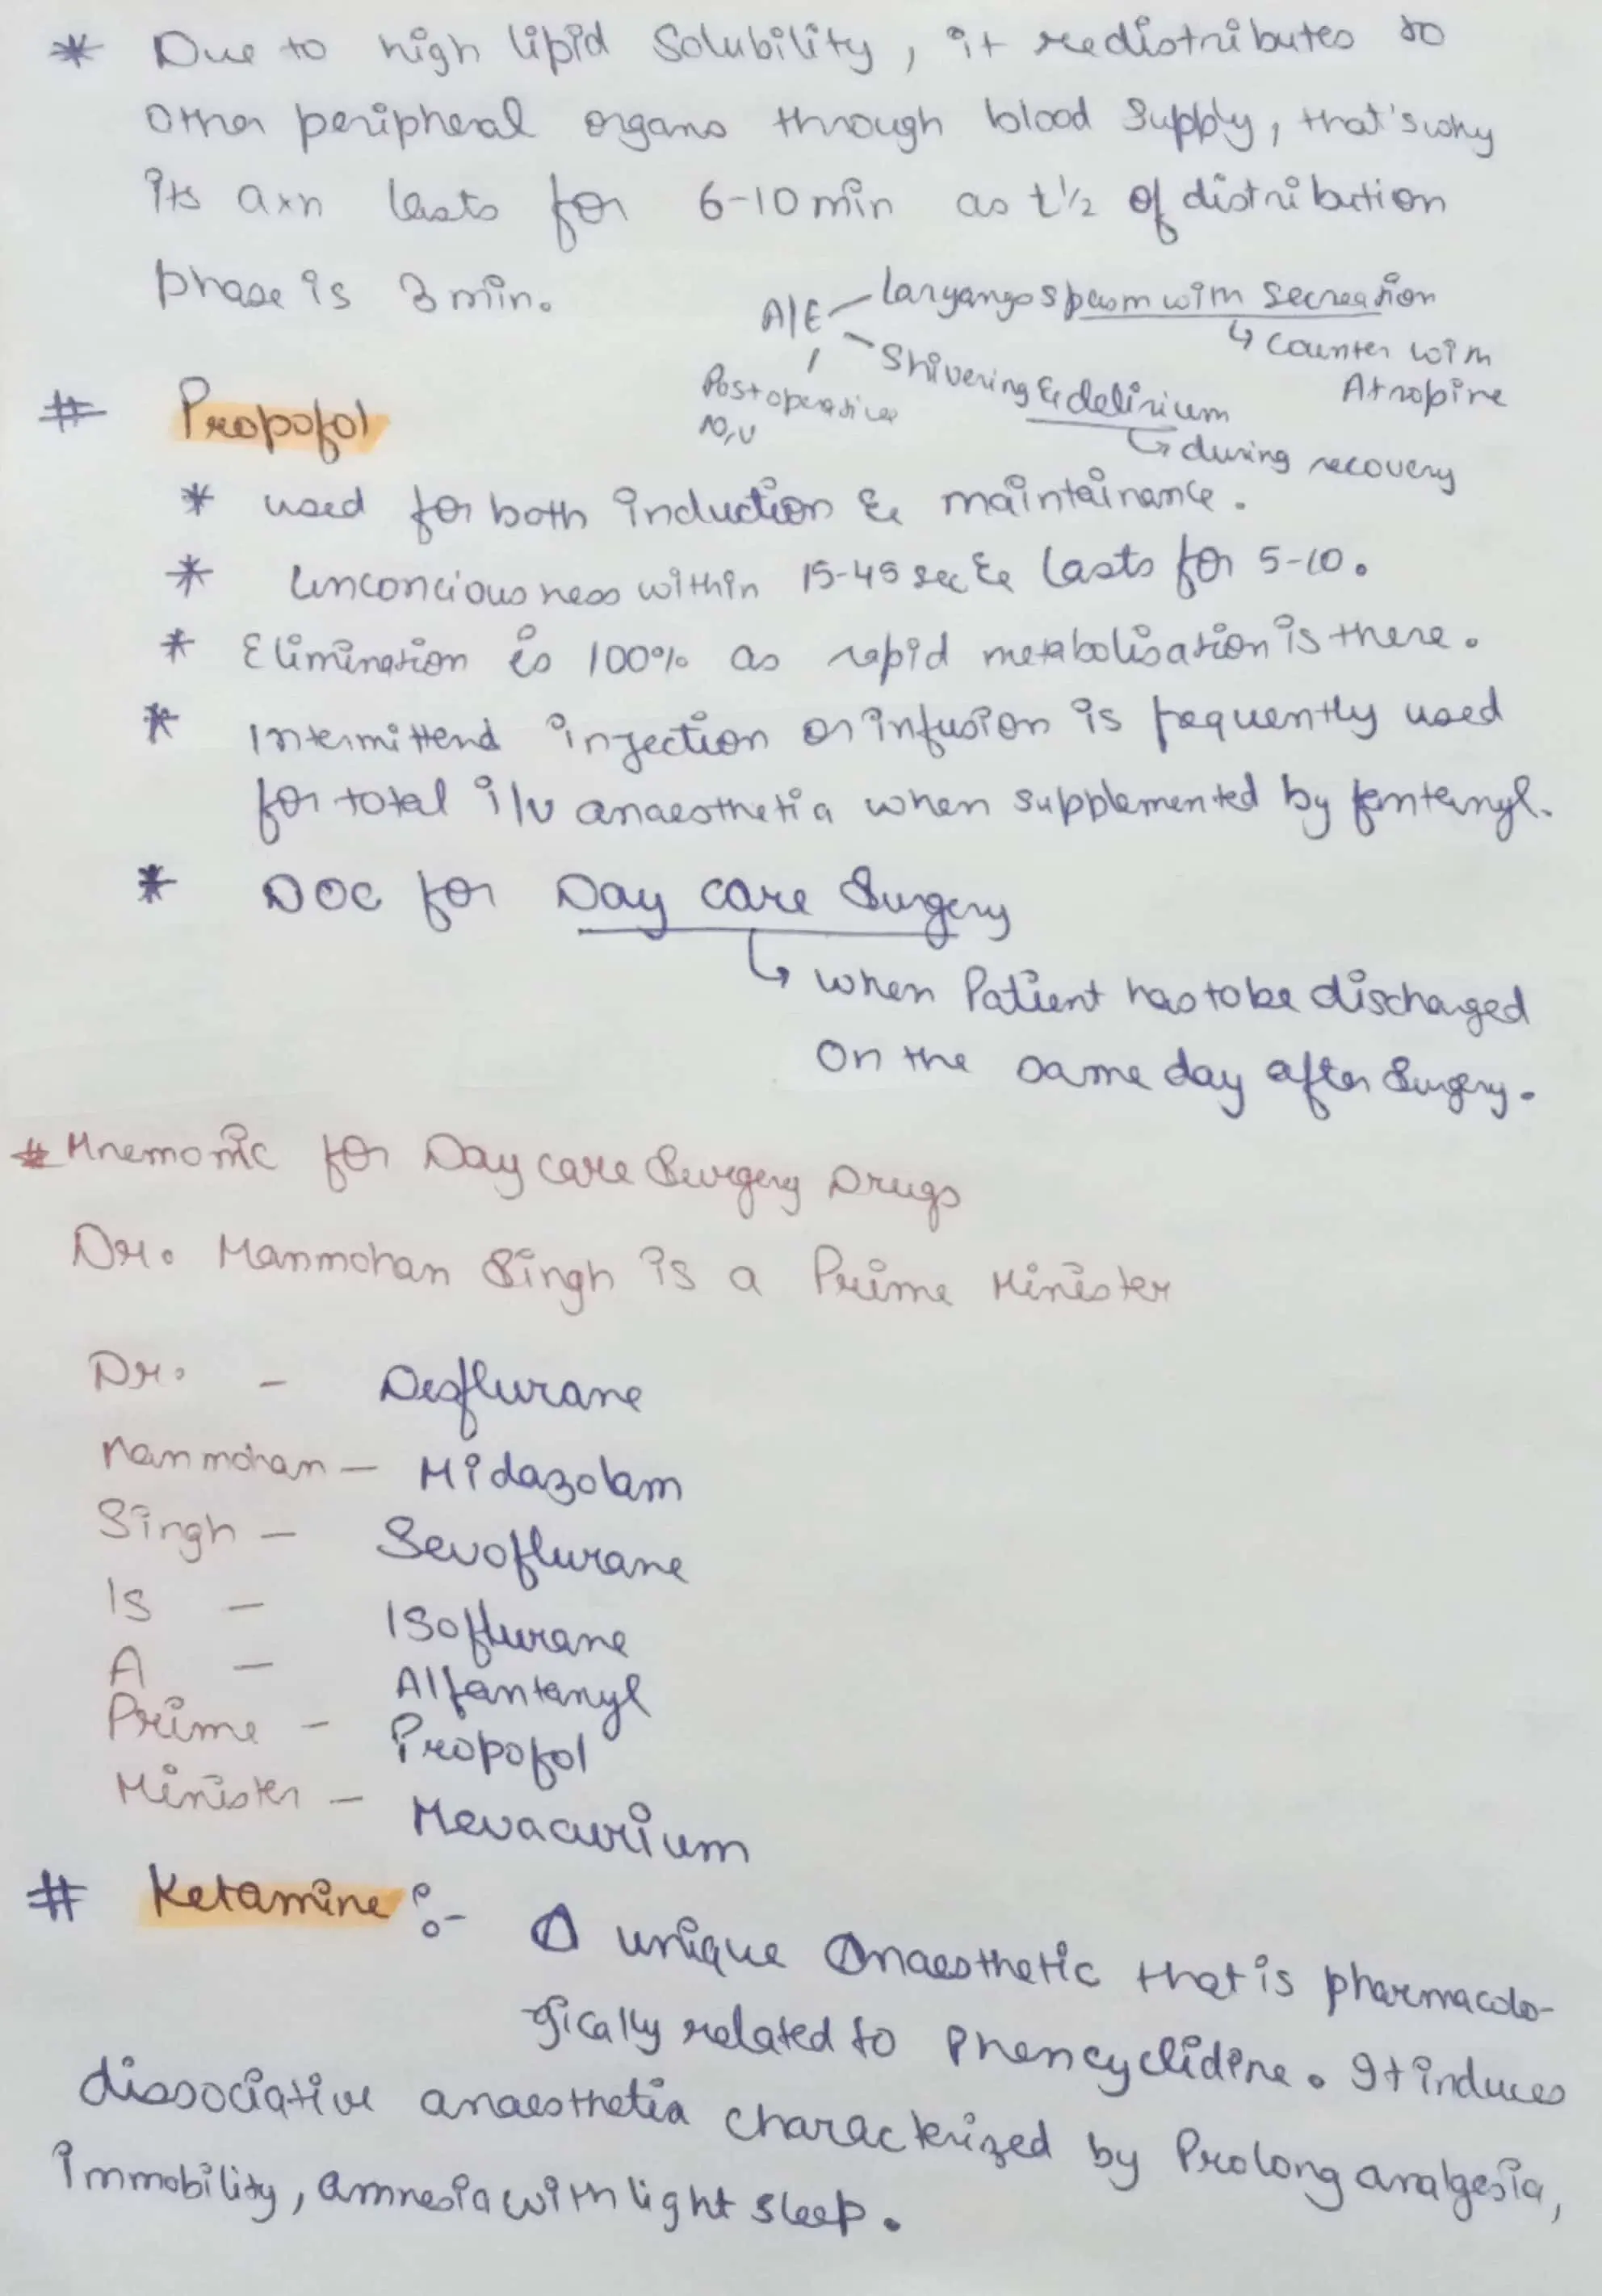 * Due to high lipid Solubility, it redistributes to
other peripheral organs through blood Supply, that's why
its axn lasts for 6-10 min as t½ of distribution
phase is 3 min.
A/E – Laryangospasm with secreation
↳ counter with
Atropine
– Shivering & delirium
↳ during recovery
Postoperative
N,V
# Propofol
* used for both induction & maintainance.
* Unconciousness within 15-45 sec & lasts for 5-10.
* Elimination is 100% as rapid metabolisation is there.
* Intermittend injection or infusion is frequently used
for total i/v anaesthetia when supplemented by fentanyl.
* DOC for Day care Surgery
↳ when Patient has to be discharged
On the same day after Surgery.
# Mnemonic for Day care Surgery Drugs
Dr. Manmohan Singh is a Prime Minister
Dr. – Desflurane
Manmohan – Midazolam
Singh – Sevoflurane
Is – Isoflurane
A – Alfantanyl
Prime – Propofol
Minister – Mevacurium
# Ketamine :- A unique Anaesthetic that is pharmacolo-
gically related to Phencyclidine. It induces
dissociative anaesthetia characterized by Prolong analgesia,
immobility, amnesia with light sleep.